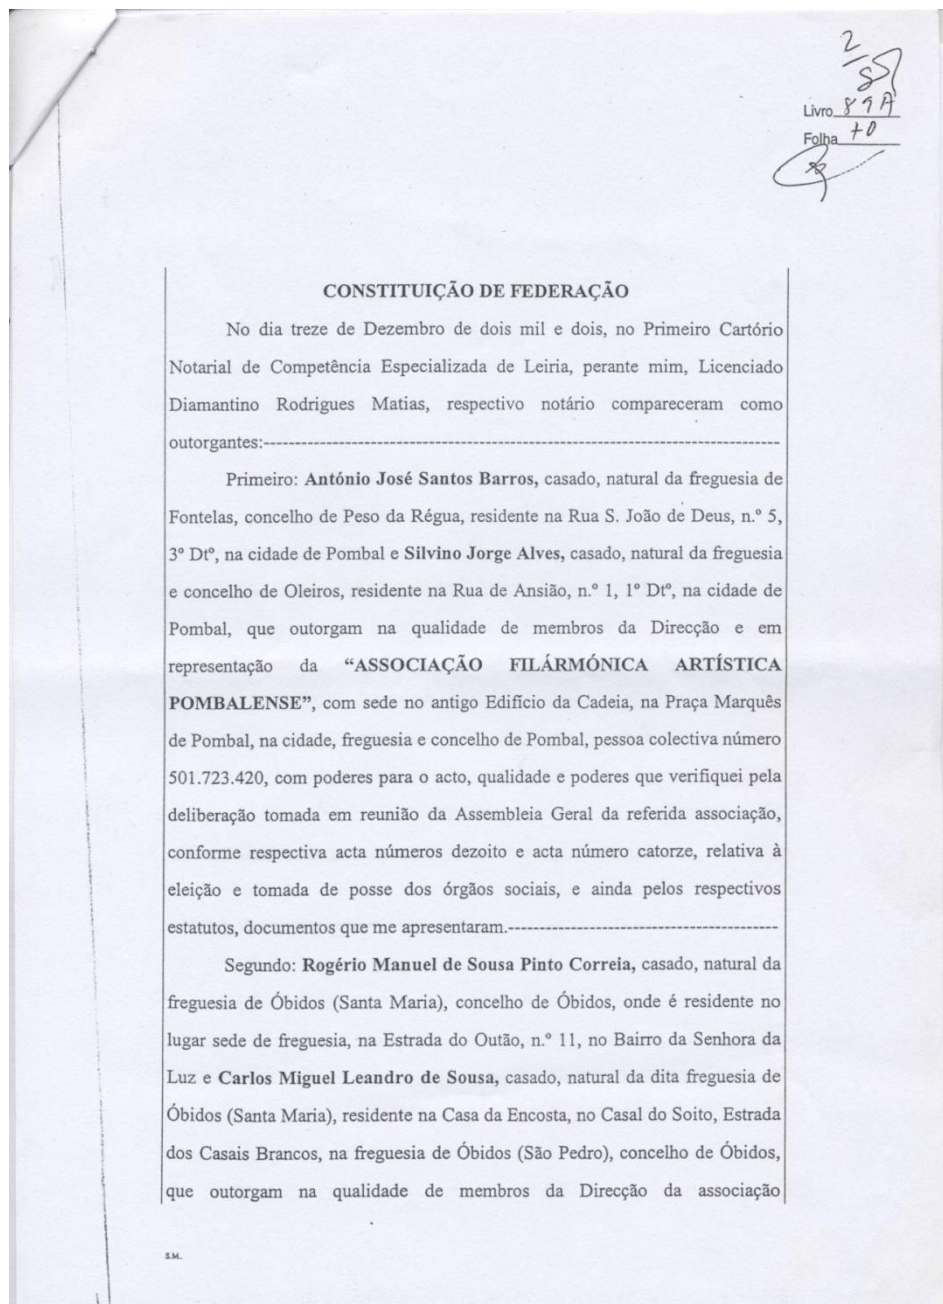 2
85
Livro 89A
Folha 70
CONSTITUIÇÃO DE FEDERAÇÃO
No dia treze de Dezembro de dois mil e dois, no Primeiro Cartório
Notarial de Competência Especializada de Leiria, perante mim, Licenciado
Diamantino Rodrigues Matias, respectivo notário compareceram como
outorgantes:-----------------------------------------------------------------------------------
Primeiro: António José Santos Barros, casado, natural da freguesia de
Fontelas, concelho de Peso da Régua, residente na Rua S. João de Deus, n.º 5,
3º Dtº, na cidade de Pombal e Silvino Jorge Alves, casado, natural da freguesia
e concelho de Oleiros, residente na Rua de Ansião, n.º 1, 1º Dtº, na cidade de
Pombal, que outorgam na qualidade de membros da Direcção e em
representação da “ASSOCIAÇÃO FILÁRMÓNICA ARTÍSTICA
POMBALENSE”, com sede no antigo Edifício da Cadeia, na Praça Marquês
de Pombal, na cidade, freguesia e concelho de Pombal, pessoa colectiva número
501.723.420, com poderes para o acto, qualidade e poderes que verifiquei pela
deliberação tomada em reunião da Assembleia Geral da referida associação,
conforme respectiva acta números dezoito e acta número catorze, relativa à
eleição e tomada de posse dos órgãos sociais, e ainda pelos respectivos
estatutos, documentos que me apresentaram.-------------------------------------------
Segundo: Rogério Manuel de Sousa Pinto Correia, casado, natural da
freguesia de Óbidos (Santa Maria), concelho de Óbidos, onde é residente no
lugar sede de freguesia, na Estrada do Outão, n.º 11, no Bairro da Senhora da
Luz e Carlos Miguel Leandro de Sousa, casado, natural da dita freguesia de
Óbidos (Santa Maria), residente na Casa da Encosta, no Casal do Soito, Estrada
dos Casais Brancos, na freguesia de Óbidos (São Pedro), concelho de Óbidos,
que outorgam na qualidade de membros da Direcção da associação
S.M.